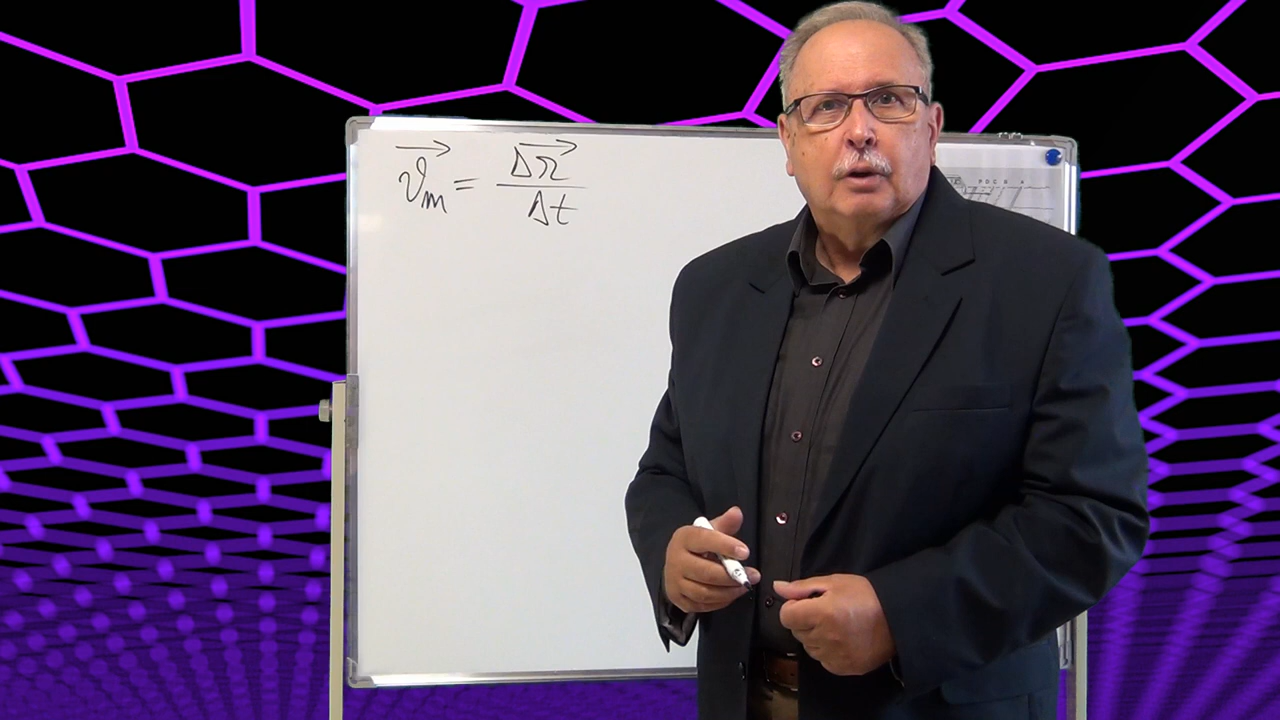 v⃗ₘ = Δr⃗ / Δt